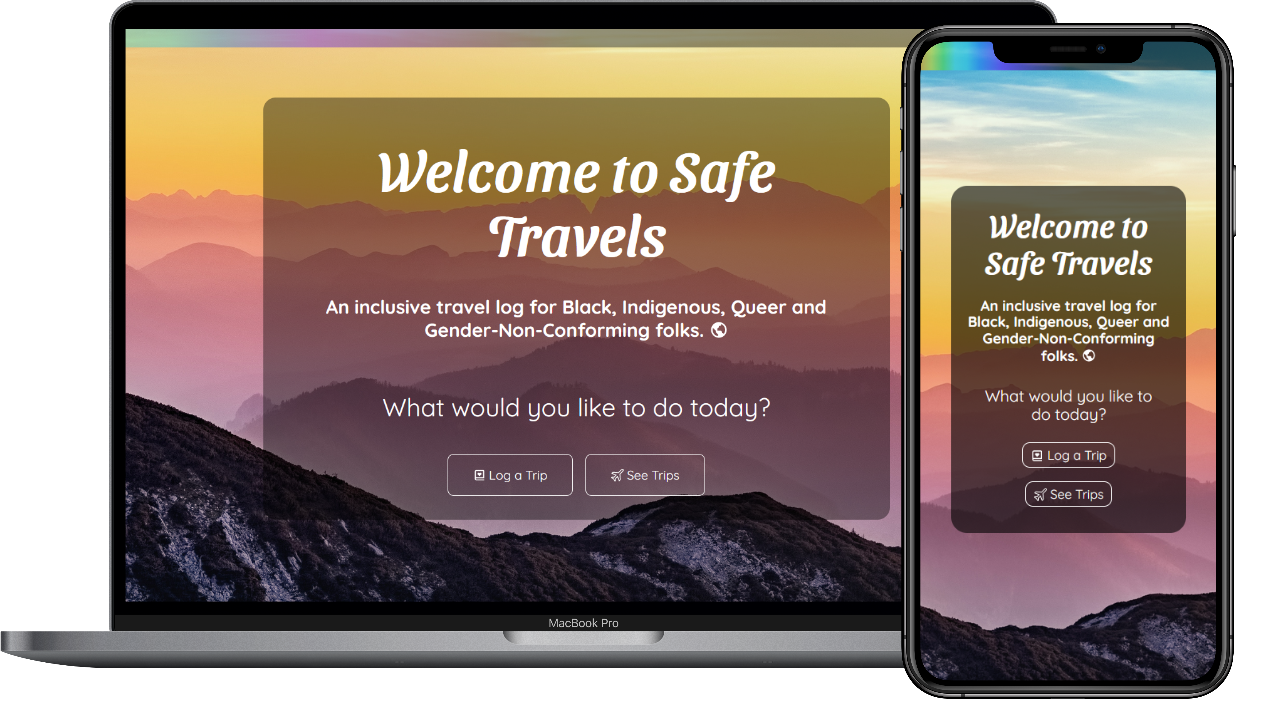 Welcome to Safe
Travels
An inclusive travel log for Black, Indigenous, Queer and
Gender-Non-Conforming folks.
What would you like to do today?
Log a Trip
See Trips
MacBook Pro
Welcome to
Safe Travels
An inclusive travel log for
Black, Indigenous, Queer and
Gender-Non-Conforming
folks.
What would you like to
do today?
Log a Trip
See Trips